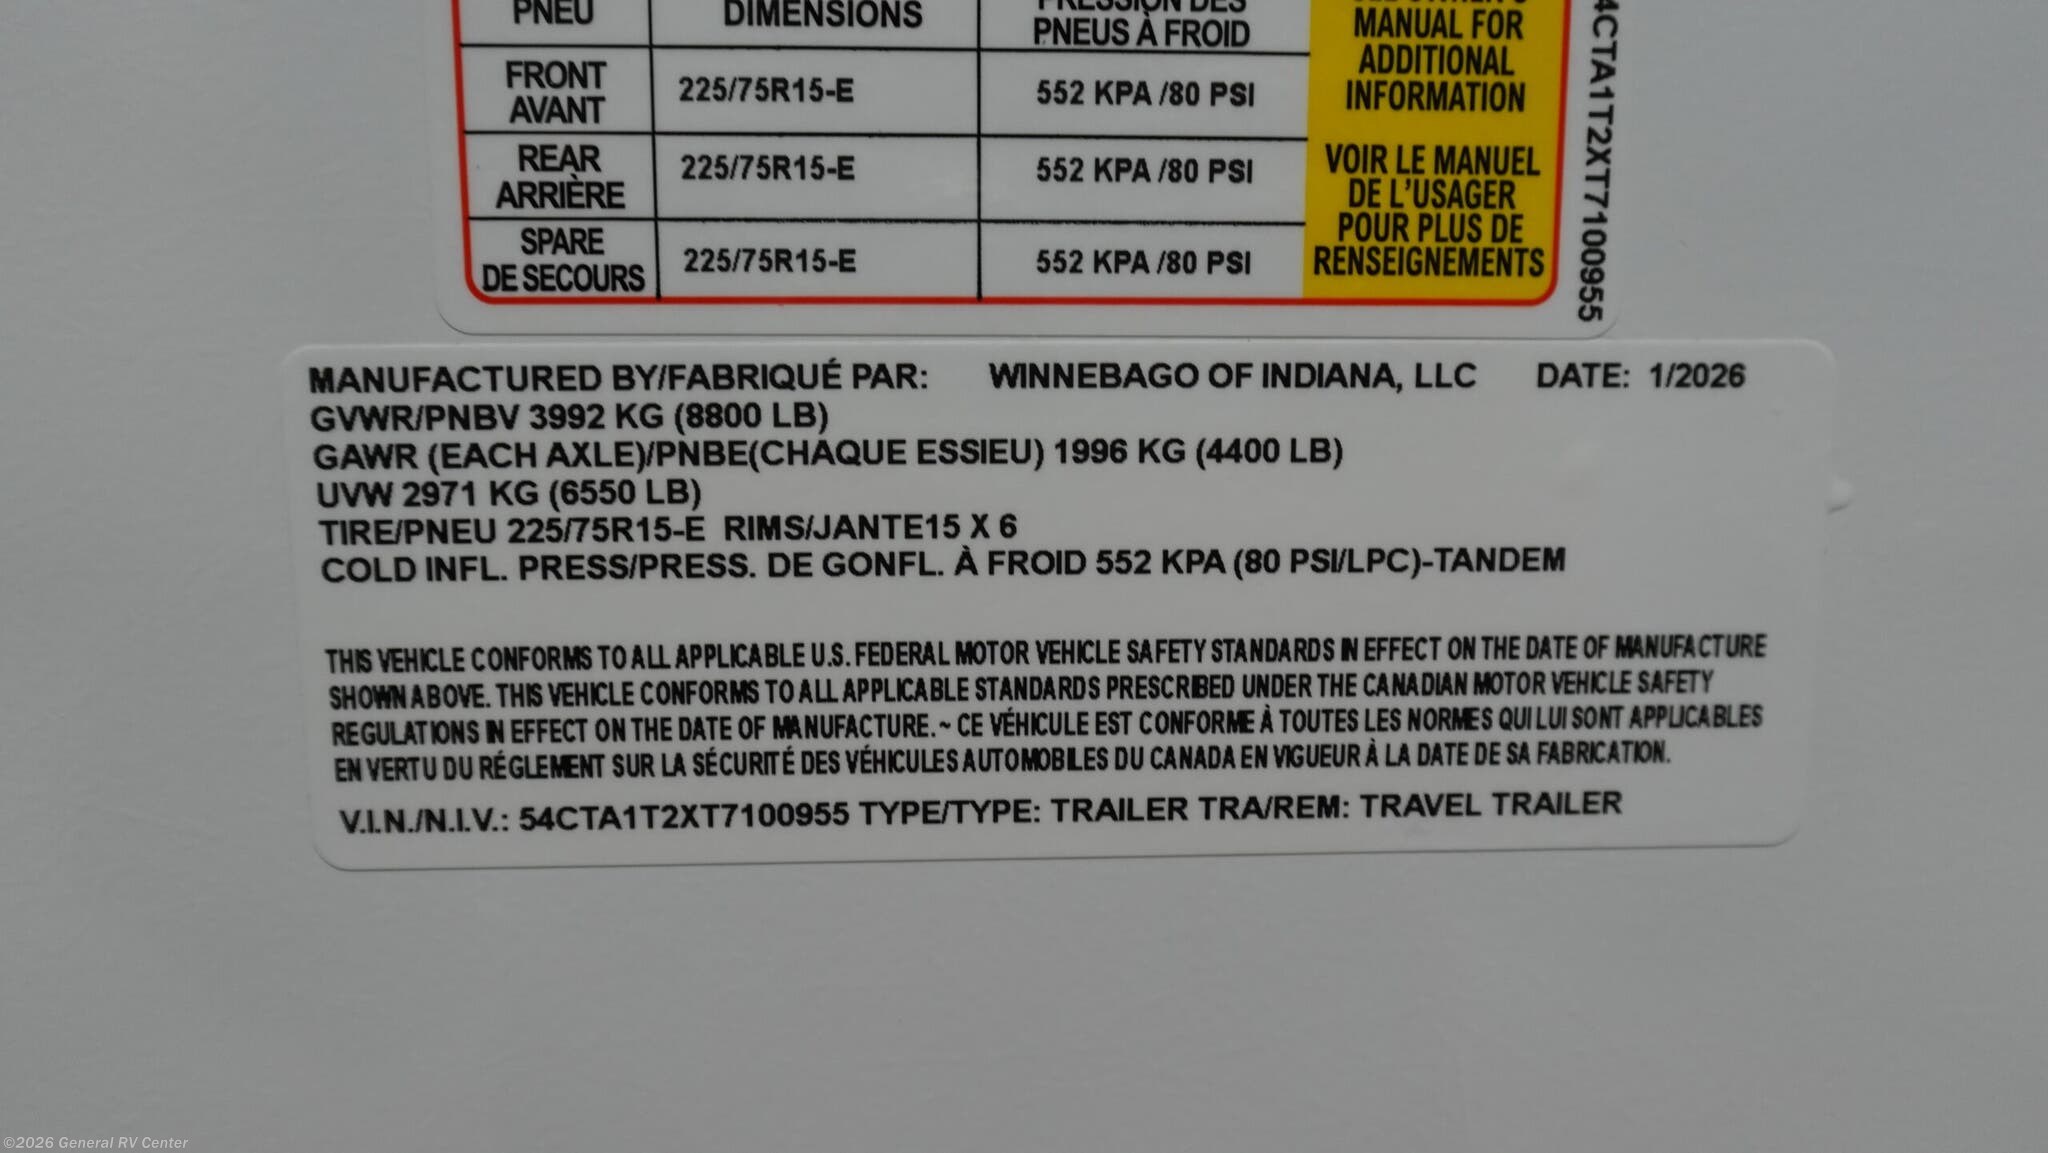 PNEU DIMENSIONS PRESSION DES PNEUS À FROID
FRONT AVANT 225/75R15-E 552 KPA /80 PSI
REAR ARRIÈRE 225/75R15-E 552 KPA /80 PSI
SPARE DE SECOURS 225/75R15-E 552 KPA /80 PSI
SEE OWNER'S
MANUAL FOR
ADDITIONAL
INFORMATION
VOIR LE MANUEL
DE L'USAGER
POUR PLUS DE
RENSEIGNEMENTS
4CTA1T2XT7100955
MANUFACTURED BY/FABRIQUÉ PAR: WINNEBAGO OF INDIANA, LLC DATE: 1/2026
GVWR/PNBV 3992 KG (8800 LB)
GAWR (EACH AXLE)/PNBE(CHAQUE ESSIEU) 1996 KG (4400 LB)
UVW 2971 KG (6550 LB)
TIRE/PNEU 225/75R15-E RIMS/JANTE15 X 6
COLD INFL. PRESS/PRESS. DE GONFL. À FROID 552 KPA (80 PSI/LPC)-TANDEM
THIS VEHICLE CONFORMS TO ALL APPLICABLE U.S. FEDERAL MOTOR VEHICLE SAFETY STANDARDS IN EFFECT ON THE DATE OF MANUFACTURE
SHOWN ABOVE. THIS VEHICLE CONFORMS TO ALL APPLICABLE STANDARDS PRESCRIBED UNDER THE CANADIAN MOTOR VEHICLE SAFETY
REGULATIONS IN EFFECT ON THE DATE OF MANUFACTURE. ~ CE VÉHICULE EST CONFORME À TOUTES LES NORMES QUI LUI SONT APPLICABLES
EN VERTU DU RÉGLEMENT SUR LA SÉCURITÉ DES VÉHICULES AUTOMOBILES DU CANADA EN VIGUEUR À LA DATE DE SA FABRICATION.
V.I.N./N.I.V.: 54CTA1T2XT7100955 TYPE/TYPE: TRAILER TRA/REM: TRAVEL TRAILER
©2026 General RV Center